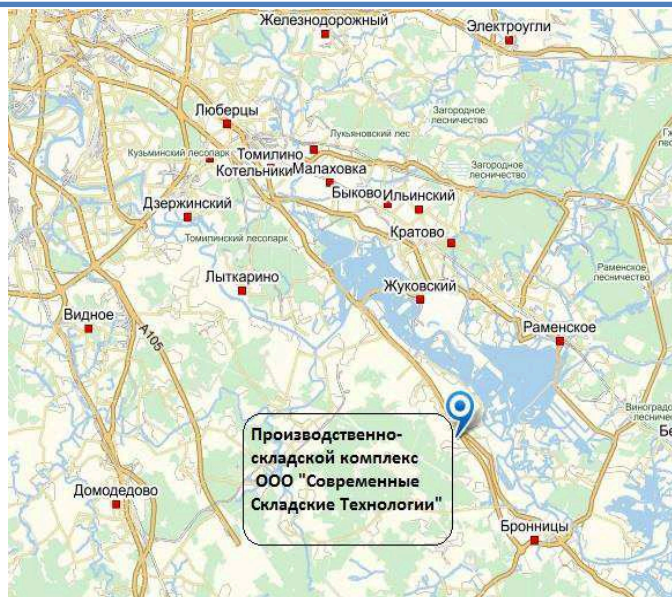 Железнодорожный
Электроугли
Люберцы
Лукьяновский лес
Загородное
лесничество
Кузьминский лесопарк
Томилино
Котельники
Малаховка
Загородное
лесничество
Быково
Ильинский
Дзержинский
Томилинский лесопарк
Кратово
Лыткарино
Жуковский
Раменское
лесничество
Видное
А105
Раменское
Производственно-
складской комплекс
ООО "Современные
Складские Технологии"
Домодедово
Бронницы